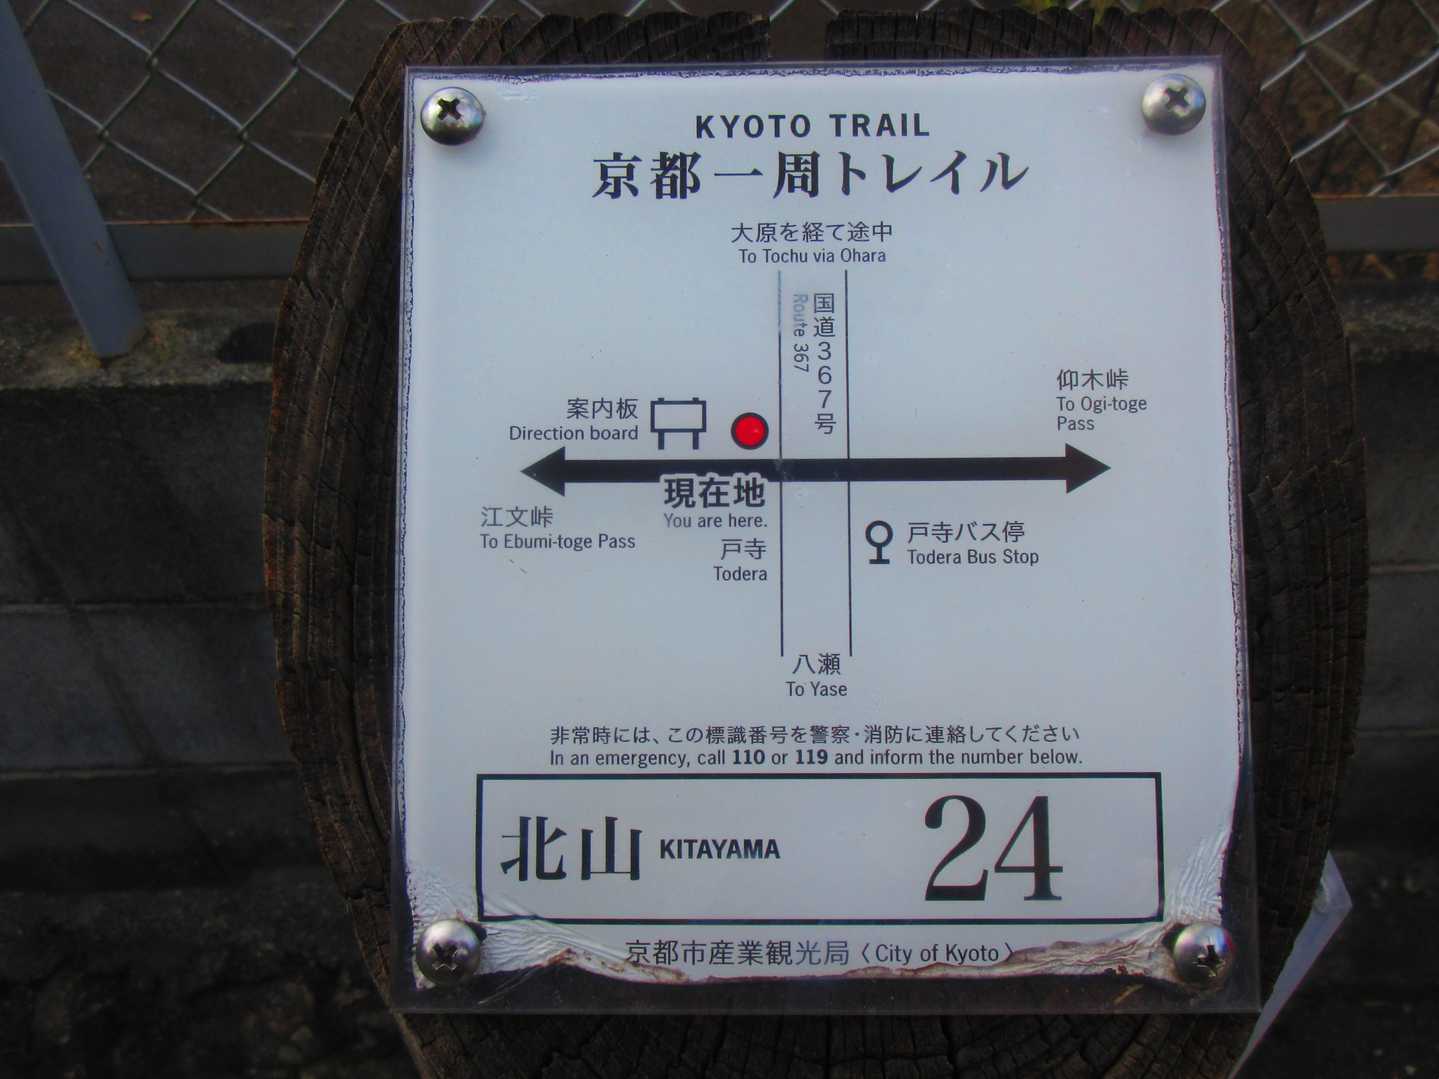 KYOTO TRAIL
京都一周トレイル
大原を経て途中
To Tochu via Ohara
国道367号
Route 367
仰木峠
To Ogi-toge
Pass
案内板
Direction board
現在地
You are here.
江文峠
To Ebumi-toge Pass
戸寺
Todera
戸寺バス停
Todera Bus Stop
八瀬
To Yase
非常時には、この標識番号を警察・消防に連絡してください
In an emergency, call 110 or 119 and inform the number below.
北山 KITAYAMA 24
京都市産業観光局〈City of Kyoto〉